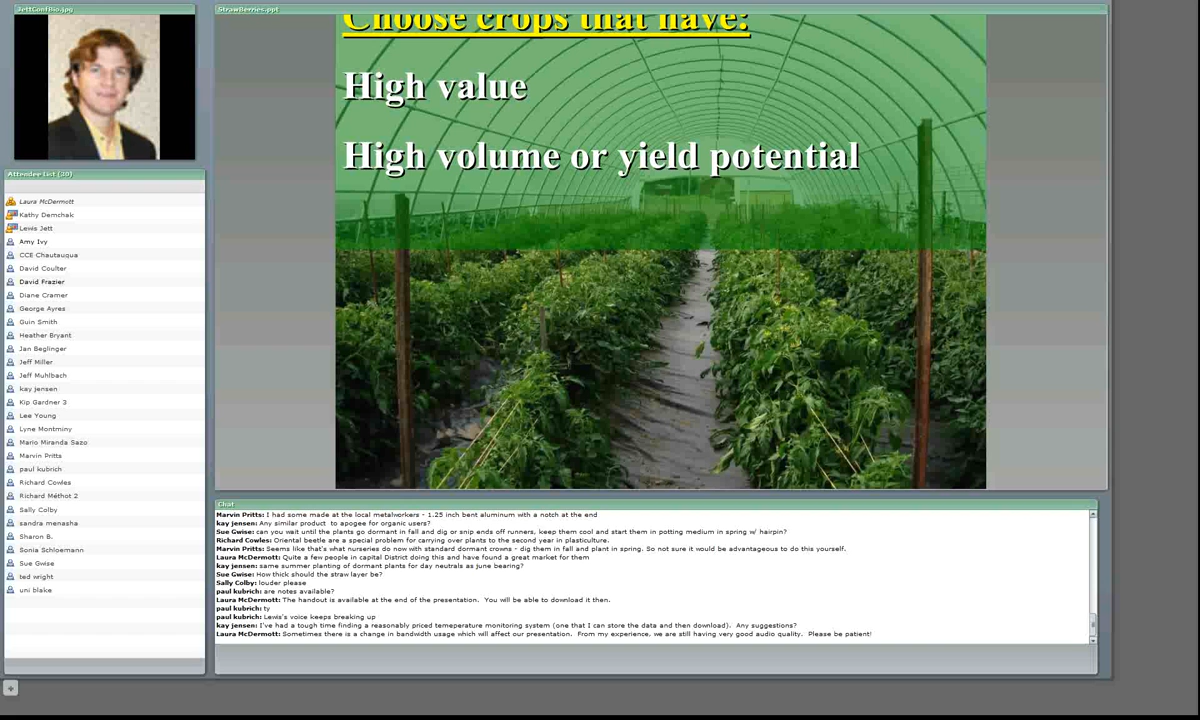 JettConfBio.jpg
StrawBerries.ppt
Choose crops that have:
High value
High volume or yield potential
Attendee List (30)
Laura McDermott
Kathy Demchak
Lewis Jett
Amy Ivy
CCE Chautauqua
David Coulter
David Frazier
Diane Cramer
George Ayres
Guin Smith
Heather Bryant
Jan Beglinger
Jeff Miller
Jeff Muhlbach
kay jensen
Kip Gardner 3
Lee Young
Lyne Montminy
Mario Miranda Sazo
Marvin Pritts
paul kubrich
Richard Cowles
Richard Méthot 2
Sally Colby
sandra menasha
Sharon B.
Sonia Schloemann
Sue Gwise
ted wright
uni blake
Chat
Marvin Pritts: I had some made at the local metalworkers - 1.25 inch bent aluminum with a notch at the end
kay jensen: Any similar product to apogee for organic users?
Sue Gwise: can you wait until the plants go dormant in fall and dig or snip ends off runners, keep them cool and start them in potting medium in spring w/ hairpin?
Richard Cowles: Oriental beetle are a special problem for carrying over plants to the second year in plasticulture.
Marvin Pritts: Seems like that's what nurseries do now with standard dormant crowns - dig them in fall and plant in spring. So not sure it would be advantageous to do this yourself.
Laura McDermott: Quite a few people in capital District doing this and have found a great market for them
kay jensen: same summer planting of dormant plants for day neutrals as june bearing?
Sue Gwise: How thick should the straw layer be?
Sally Colby: louder please
paul kubrich: are notes available?
Laura McDermott: The handout is available at the end of the presentation. You will be able to download it then.
paul kubrich: ty
paul kubrich: Lewis's voice keeps breaking up
kay jensen: I've had a tough time finding a reasonably priced temeperature monitoring system (one that I can store the data and then download). Any suggestions?
Laura McDermott: Sometimes there is a change in bandwidth usage which will affect our presentation. From my experience, we are still having very good audio quality. Please be patient!